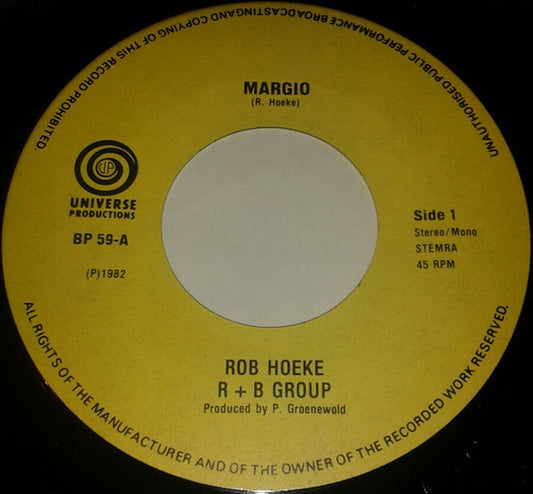 MARGIO
(R. Hoeke)
UP
UNIVERSE
PRODUCTIONS
BP 59-A
(P)1982
Side 1
Stereo/Mono
STEMRA
45 RPM
ROB HOEKE
R + B GROUP
Produced by P. Groenewold
ALL RIGHTS OF THE MANUFACTURER AND OF THE OWNER OF THE RECORDED WORK RESERVED.
UNAUTHORISED PUBLIC PERFORMANCE BROADCASTING AND COPYING OF THIS RECORD PROHIBITED.